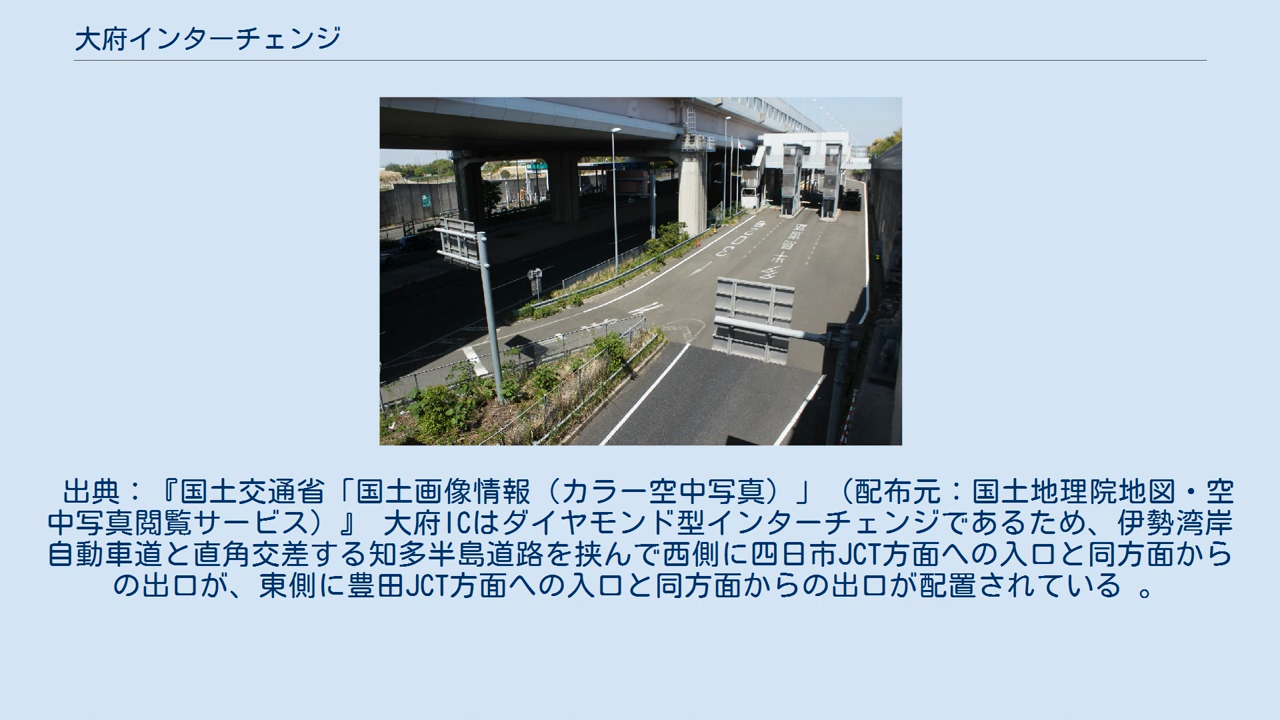 大府インターチェンジ
出典：『国土交通省「国土画像情報（カラー空中写真）」（配布元：国土地理院地図・空
中写真閲覧サービス）』 大府ICはダイヤモンド型インターチェンジであるため、伊勢湾岸
自動車道と直角交差する知多半島道路を挟んで西側に四日市JCT方面への入口と同方面から
の出口が、東側に豊田JCT方面への入口と同方面からの出口が配置されている 。